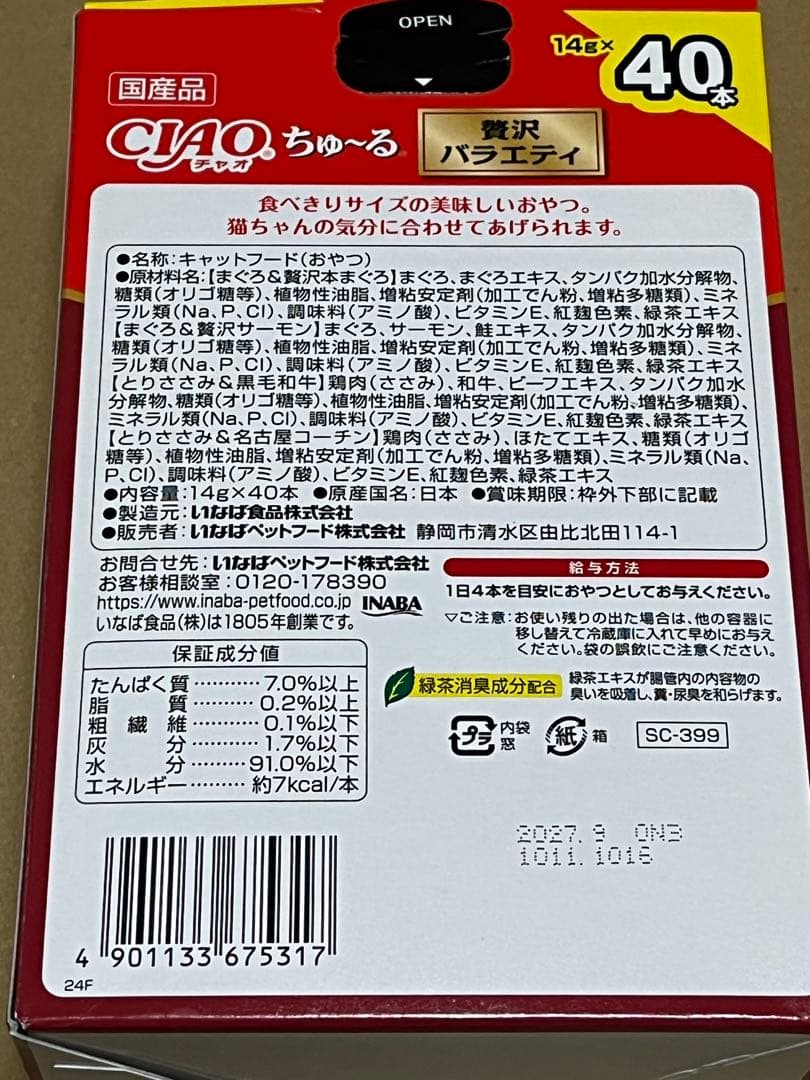 OPEN
14g×40本
国産品
CIAO ちゅ〜る
チャオ
贅沢
バラエティ
食べきりサイズの美味しいおやつ。
猫ちゃんの気分に合わせてあげられます。
●名称:キャットフード(おやつ)
●原材料名:【まぐろ&贅沢本まぐろ】まぐろ、まぐろエキス、タンパク加水分解物、
糖類(オリゴ糖等)、植物性油脂、増粘安定剤(加工でん粉、増粘多糖類)、ミネ
ラル類(Na、P、Cl)、調味料(アミノ酸)、ビタミンE、紅麹色素、緑茶エキス
【まぐろ&贅沢サーモン】まぐろ、サーモン、鮭エキス、タンパク加水分解物、
糖類(オリゴ糖等)、植物性油脂、増粘安定剤(加工でん粉、増粘多糖類)、ミネ
ラル類(Na、P、Cl)、調味料(アミノ酸)、ビタミンE、紅麹色素、緑茶エキス
【とりささみ&黒毛和牛】鶏肉(ささみ)、和牛、ビーフエキス、タンパク加水
分解物、糖類(オリゴ糖等)、植物性油脂、増粘安定剤(加工でん粉、増粘多糖類)、
ミネラル類(Na、P、Cl)、調味料(アミノ酸)、ビタミンE、紅麹色素、緑茶エキス
【とりささみ&名古屋コーチン】鶏肉(ささみ)、ほたてエキス、糖類(オリゴ
糖等)、植物性油脂、増粘安定剤(加工でん粉、増粘多糖類)、ミネラル類(Na、
P、Cl)、調味料(アミノ酸)、ビタミンE、紅麹色素、緑茶エキス
●内容量:14g×40本 ●原産国名:日本 ●賞味期限:枠外下部に記載
●製造元:いなば食品株式会社
●販売者:いなばペットフード株式会社 静岡市清水区由比北田114-1
お問合せ先:いなばペットフード株式会社
お客様相談室:0120-178390
https://www.inaba-petfood.co.jp INABA
いなば食品(株)は1805年創業です。
給与方法
1日4本を目安におやつとしてお与えください。
▽ご注意:お使い残りの出た場合は、他の容器に
移し替えて冷蔵庫に入れて早めにお与え
ください。袋の誤飲にご注意ください。
保証成分値
たんぱく質………7.0%以上
脂質………0.2%以上
粗繊維………0.1%以下
灰分………1.7%以下
水分………91.0%以下
エネルギー………約7kcal/本
緑茶消臭成分配合
緑茶エキスが腸管内の内容物の
臭いを吸着し、糞・尿臭を和らげます。
プラ 内袋
窓
紙 箱
SC-399
2027.9 ON3
1011.1016
4 901133 675317
24F